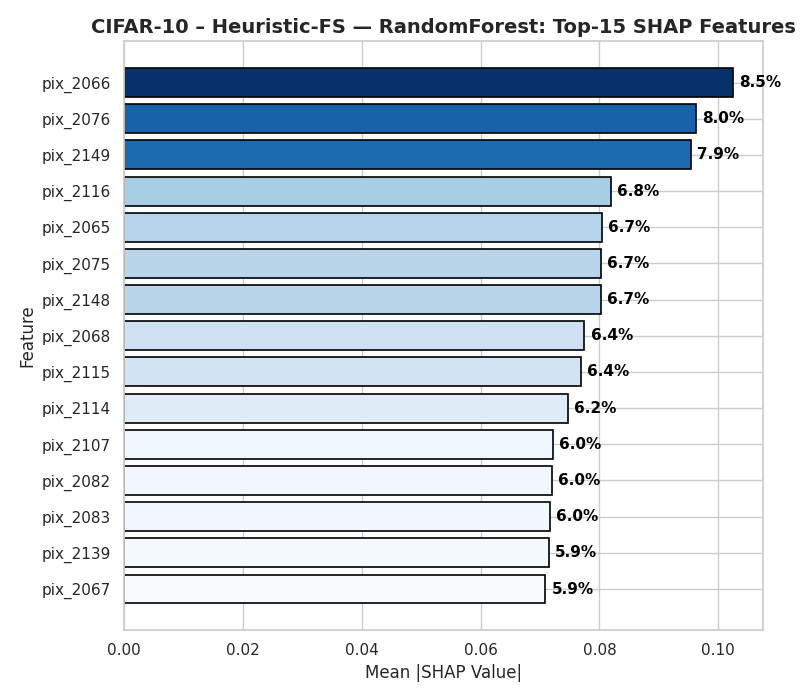 CIFAR-10 – Heuristic-FS — RandomForest: Top-15 SHAP Features
Feature
pix_2066 8.5%
pix_2076 8.0%
pix_2149 7.9%
pix_2116 6.8%
pix_2065 6.7%
pix_2075 6.7%
pix_2148 6.7%
pix_2068 6.4%
pix_2115 6.4%
pix_2114 6.2%
pix_2107 6.0%
pix_2082 6.0%
pix_2083 6.0%
pix_2139 5.9%
pix_2067 5.9%
0.00 0.02 0.04 0.06 0.08 0.10
Mean |SHAP Value|